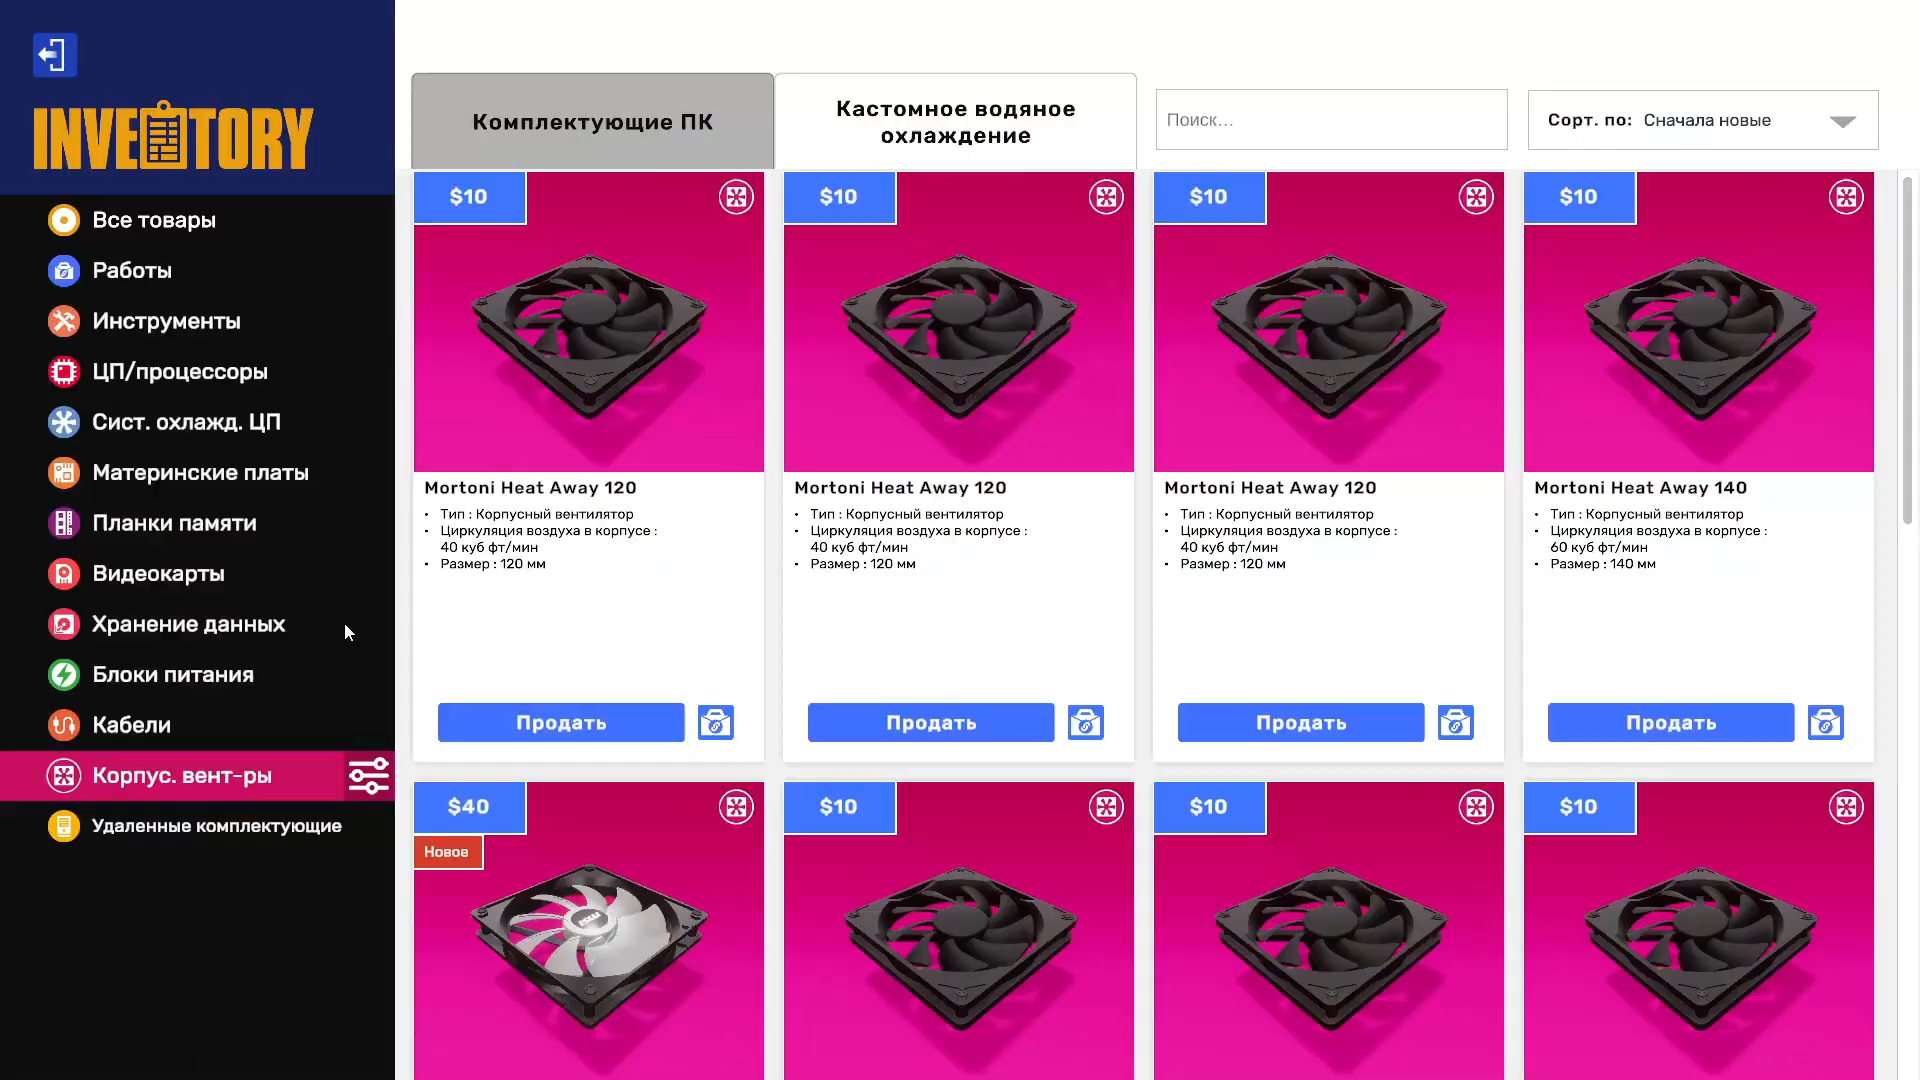 INVENTORY
Все товары
Работы
Инструменты
ЦП/процессоры
Сист. охлажд. ЦП
Материнские платы
Планки памяти
Видеокарты
Хранение данных
Блоки питания
Кабели
Корпус. вент-ры
Удаленные комплектующие
Комплектующие ПК
Кастомное водяное
охлаждение
Поиск...
Сорт. по: Сначала новые
$10
Mortoni Heat Away 120
• Тип : Корпусный вентилятор
• Циркуляция воздуха в корпусе :
40 куб фт/мин
• Размер : 120 мм
Продать
$10
Mortoni Heat Away 120
• Тип : Корпусный вентилятор
• Циркуляция воздуха в корпусе :
40 куб фт/мин
• Размер : 120 мм
Продать
$10
Mortoni Heat Away 120
• Тип : Корпусный вентилятор
• Циркуляция воздуха в корпусе :
40 куб фт/мин
• Размер : 120 мм
Продать
$10
Mortoni Heat Away 140
• Тип : Корпусный вентилятор
• Циркуляция воздуха в корпусе :
60 куб фт/мин
• Размер : 140 мм
Продать
$40
Новое
$10
$10
$10